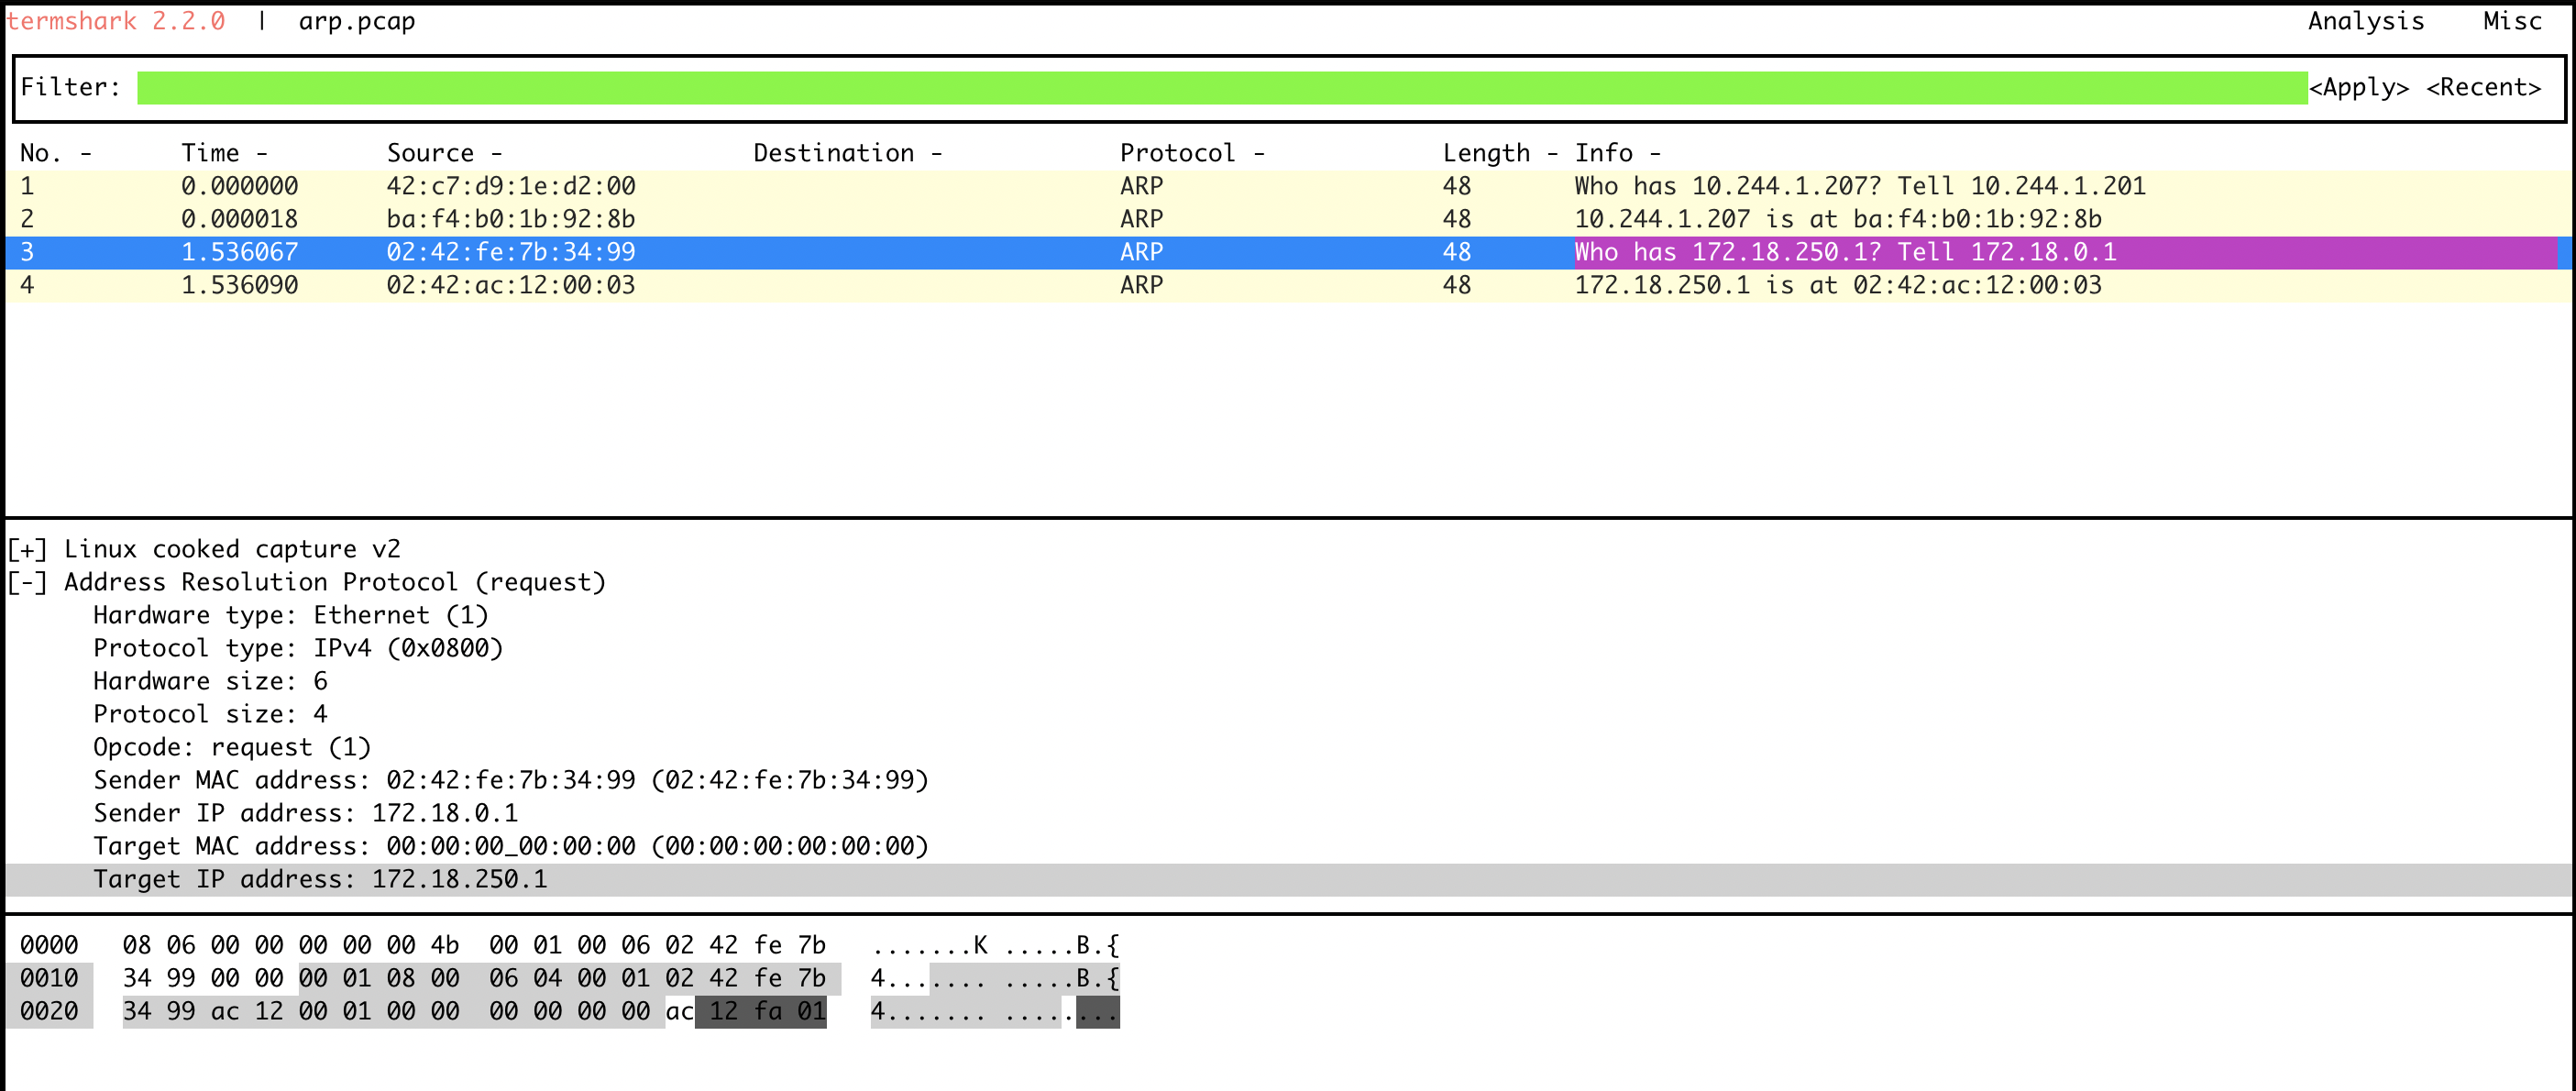 termshark 2.2.0 | arp.pcap Analysis Misc
Filter: <Apply> <Recent>
No. - Time - Source - Destination - Protocol - Length - Info -
1 0.000000 42:c7:d9:1e:d2:00 ARP 48 Who has 10.244.1.207? Tell 10.244.1.201
2 0.000018 ba:f4:b0:1b:92:8b ARP 48 10.244.1.207 is at ba:f4:b0:1b:92:8b
3 1.536067 02:42:fe:7b:34:99 ARP 48 Who has 172.18.250.1? Tell 172.18.0.1
4 1.536090 02:42:ac:12:00:03 ARP 48 172.18.250.1 is at 02:42:ac:12:00:03
[+] Linux cooked capture v2
[-] Address Resolution Protocol (request)
Hardware type: Ethernet (1)
Protocol type: IPv4 (0x0800)
Hardware size: 6
Protocol size: 4
Opcode: request (1)
Sender MAC address: 02:42:fe:7b:34:99 (02:42:fe:7b:34:99)
Sender IP address: 172.18.0.1
Target MAC address: 00:00:00_00:00:00 (00:00:00:00:00:00)
Target IP address: 172.18.250.1
0000 08 06 00 00 00 00 00 4b 00 01 00 06 02 42 fe 7b .......K .....B.{
0010 34 99 00 00 00 01 08 00 06 04 00 01 02 42 fe 7b 4....... .....B.{
0020 34 99 ac 12 00 01 00 00 00 00 00 00 ac 12 fa 01 4....... ........